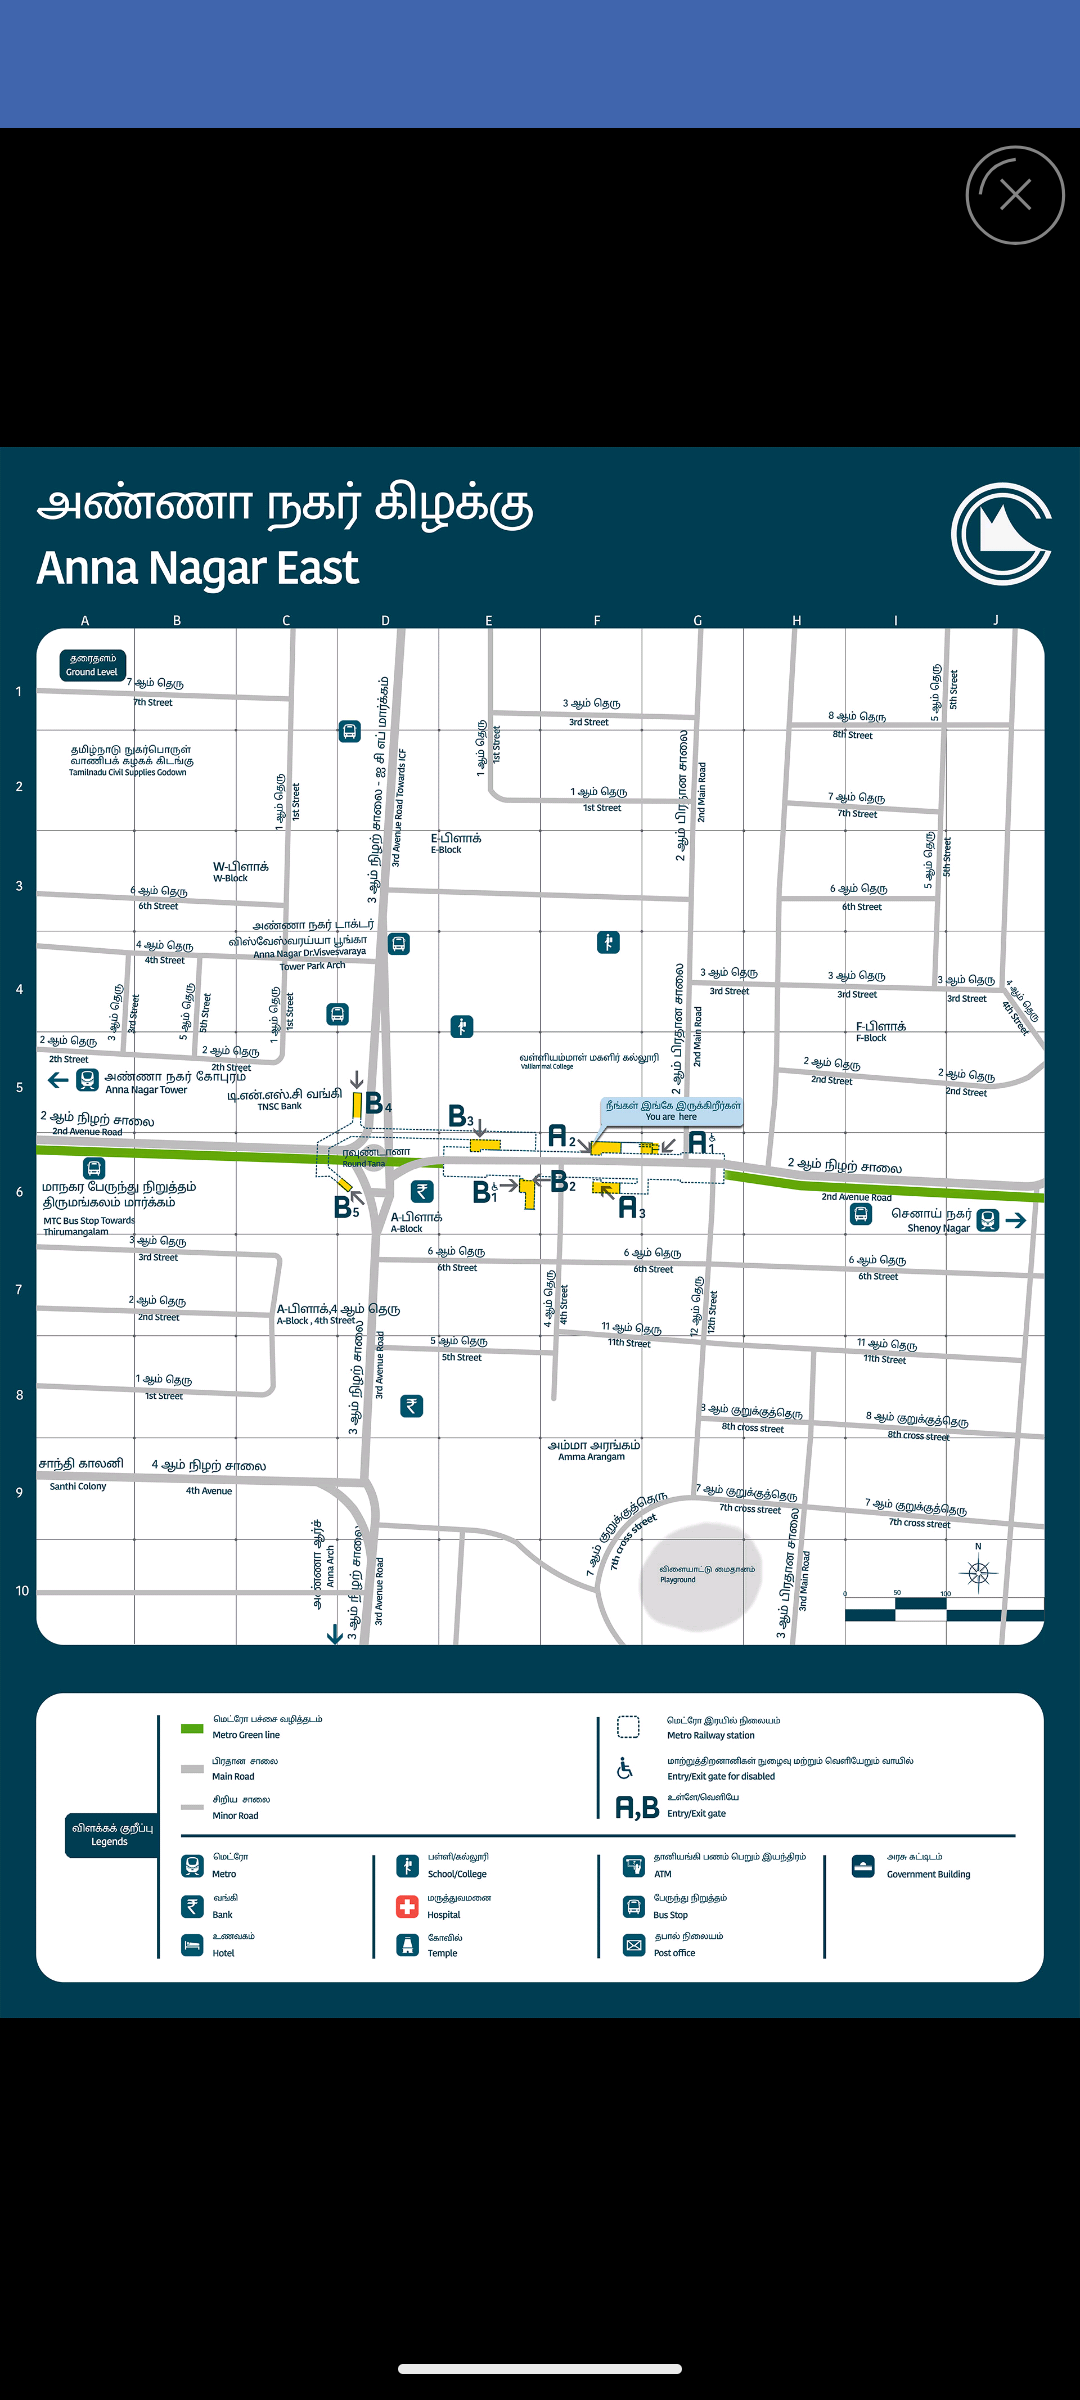 அண்ணா நகர் கிழக்கு
Anna Nagar East
A B C D E F G H I J
1
2
3
4
5
6
7
8
9
10
தரைதளம்
Ground Level
7 ஆம் தெரு
7th Street
தமிழ்நாடு நுகர்பொருள்
வாணிபக் கழகக் கிடங்கு
Tamilnadu Civil Supplies Godown
1 ஆம் தெரு
1st Street
3 ஆம் நிழற் சாலை - ஐ சி எப் மார்க்கம்
3rd Avenue Road Towards ICF
1 ஆம் தெரு
1st Street
3 ஆம் தெரு
3rd Street
1 ஆம் தெரு
1st Street
2 ஆம் பிரதான சாலை
2nd Main Road
8 ஆம் தெரு
8th Street
5 ஆம் தெரு
5th Street
7 ஆம் தெரு
7th Street
5 ஆம் தெரு
5th Street
E-பிளாக்
E-Block
W-பிளாக்
W-Block
6 ஆம் தெரு
6th Street
6 ஆம் தெரு
6th Street
அண்ணா நகர் டாக்டர்
விஸ்வேஸ்வரய்யா பூங்கா
Anna Nagar Dr.Visvesvaraya
Tower Park Arch
4 ஆம் தெரு
4th Street
3 ஆம் தெரு
3rd Street
5 ஆம் தெரு
5th Street
1 ஆம் தெரு
1st Street
2 ஆம் பிரதான சாலை
2nd Main Road
3 ஆம் தெரு
3rd Street
3 ஆம் தெரு
3rd Street
3 ஆம் தெரு
3rd Street
4 ஆம் தெரு
4th Street
F-பிளாக்
F-Block
2 ஆம் தெரு
2th Street
2 ஆம் தெரு
2th Street
வள்ளியம்மாள் மகளிர் கல்லூரி
Valliammal College
2 ஆம் தெரு
2nd Street
2 ஆம் தெரு
2nd Street
அண்ணா நகர் கோபுரம்
Anna Nagar Tower
டி.என்.எஸ்.சி வங்கி
TNSC Bank
B4
B3
நீங்கள் இங்கே இருக்கிறீர்கள்
You are here
A2
A1
2 ஆம் நிழற் சாலை
2nd Avenue Road
ரவுண்டானா
Round Tana
2 ஆம் நிழற் சாலை
2nd Avenue Road
மாநகர பேருந்து நிறுத்தம்
திருமங்கலம் மார்க்கம்
MTC Bus Stop Towards
Thirumangalam
B5
B1
B2
A3
A-பிளாக்
A-Block
செனாய் நகர்
Shenoy Nagar
3 ஆம் தெரு
3rd Street
6 ஆம் தெரு
6th Street
6 ஆம் தெரு
6th Street
6 ஆம் தெரு
6th Street
4 ஆம் தெரு
4th Street
12 ஆம் தெரு
12th Street
2 ஆம் தெரு
2nd Street
A-பிளாக்,4 ஆம் தெரு
A-Block , 4th Street
5 ஆம் தெரு
5th Street
11 ஆம் தெரு
11th Street
11 ஆம் தெரு
11th Street
3 ஆம் நிழற் சாலை
3rd Avenue Road
1 ஆம் தெரு
1st Street
8 ஆம் குறுக்குத்தெரு
8th cross street
8 ஆம் குறுக்குத்தெரு
8th cross street
அம்மா அரங்கம்
Amma Arangam
சாந்தி காலனி
Santhi Colony
4 ஆம் நிழற் சாலை
4th Avenue
7 ஆம் குறுக்குத்தெரு
7th cross street
7 ஆம் குறுக்குத்தெரு
7th cross street
7 ஆம் குறுக்குத்தெரு
7th cross street
அண்ணா ஆர்ச்
Anna Arch
3 ஆம் நிழற் சாலை
3rd Avenue Road
விளையாட்டு மைதானம்
Playground
3 ஆம் பிரதான சாலை
3nd Main Road
N
0 50 100
விளக்கக் குறீப்பு
Legends
மெட்ரோ பச்சை வழித்தடம்
Metro Green line
பிரதான சாலை
Main Road
சிறிய சாலை
Minor Road
மெட்ரோ இரயில் நிலையம்
Metro Railway station
மாற்றுத்திறனாளிகள் நுழைவு மற்றும் வெளியேறும் வாயில்
Entry/Exit gate for disabled
A,B
உள்ளே/வெளியே
Entry/Exit gate
மெட்ரோ
Metro
வங்கி
Bank
உணவகம்
Hotel
பள்ளி/கல்லூரி
School/College
மருத்துவமனை
Hospital
கோவில்
Temple
தானியங்கி பணம் பெறும் இயந்திரம்
ATM
பேருந்து நிறுத்தம்
Bus Stop
தபால் நிலையம்
Post office
அரசு கட்டிடம்
Government Building